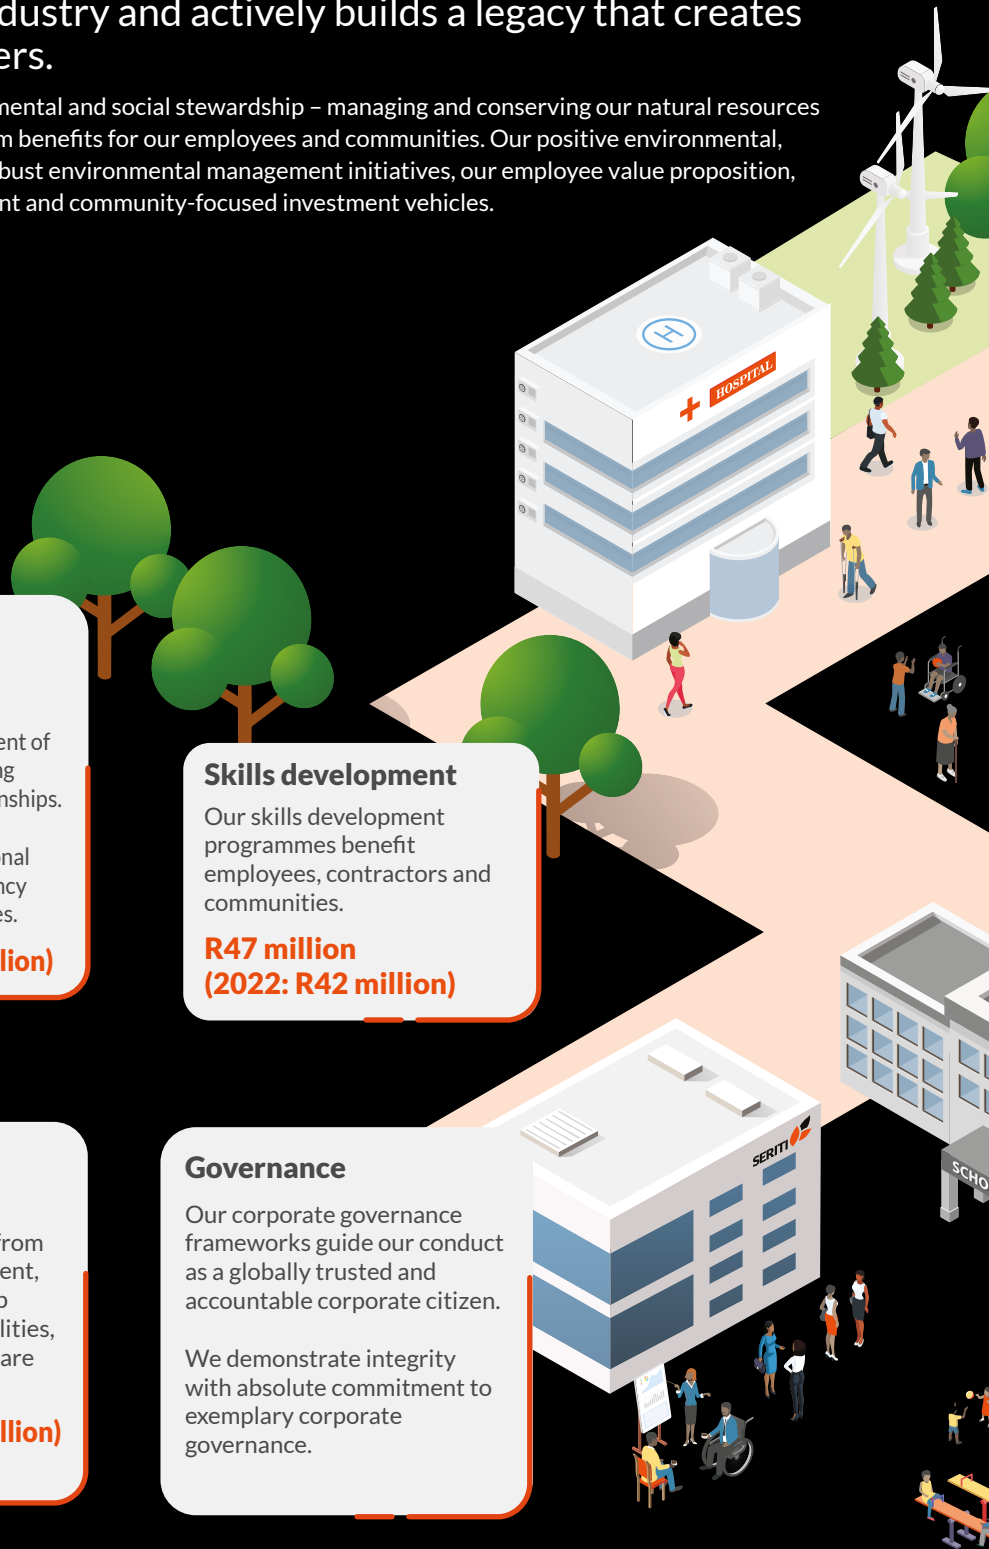 dustry and actively builds a legacy that creates
ers.
mental and social stewardship – managing and conserving our natural resources
m benefits for our employees and communities. Our positive environmental,
bust environmental management initiatives, our employee value proposition,
nt and community-focused investment vehicles.
HOSPITAL
ent of
ng
nships.
onal
ncy
es.
lion)
Skills development
Our skills development
programmes benefit
employees, contractors and
communities.
R47 million
(2022: R42 million)
SERITI
SCHO
from
ent,
p
lities,
are
llion)
Governance
Our corporate governance
frameworks guide our conduct
as a globally trusted and
accountable corporate citizen.
We demonstrate integrity
with absolute commitment to
exemplary corporate
governance.